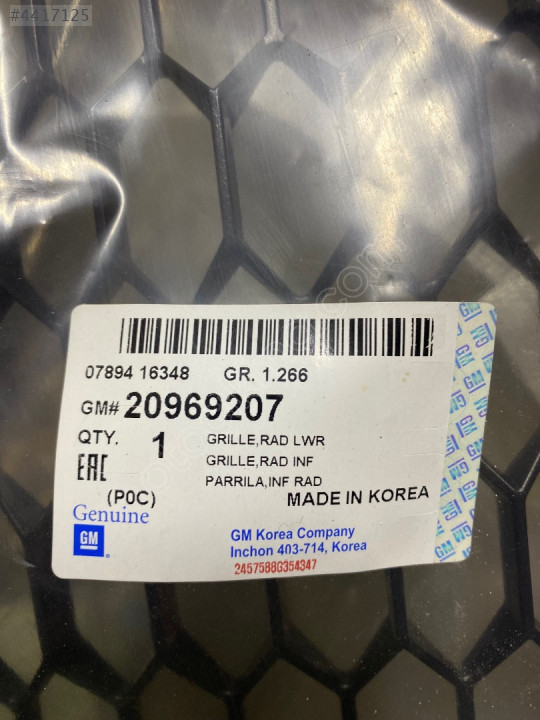 #4417125
07894 16348 GR. 1.266
GM# 20969207
QTY. 1 GRILLE,RAD LWR
EAC GRILLE,RAD INF
PARRILA,INF RAD
(P0C) MADE IN KOREA
Genuine
GM
GM Korea Company
Inchon 403-714, Korea
2457588G354347